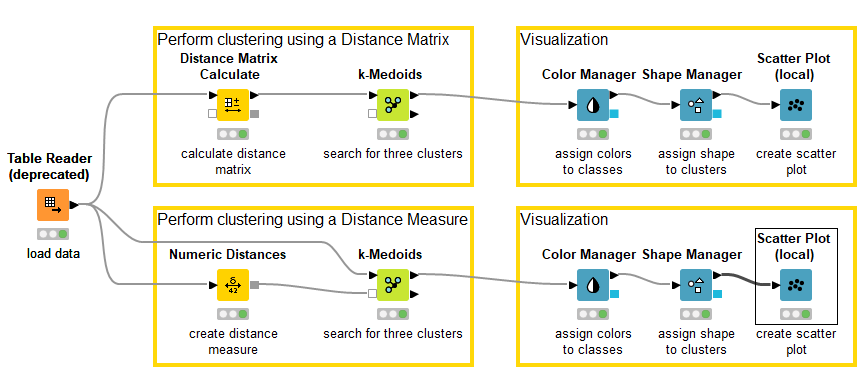 Perform clustering using a Distance Matrix
Distance Matrix
Calculate
k-Medoids
calculate distance
matrix
search for three clusters
Visualization
Color Manager
Shape Manager
Scatter Plot
(local)
assign colors
to classes
assign shape
to clusters
create scatter
plot
Table Reader
(deprecated)
load data
Perform clustering using a Distance Measure
Numeric Distances
k-Medoids
δ
42
create distance
measure
search for three clusters
Visualization
Color Manager
Shape Manager
Scatter Plot
(local)
assign colors
to classes
assign shape
to clusters
create scatter
plot